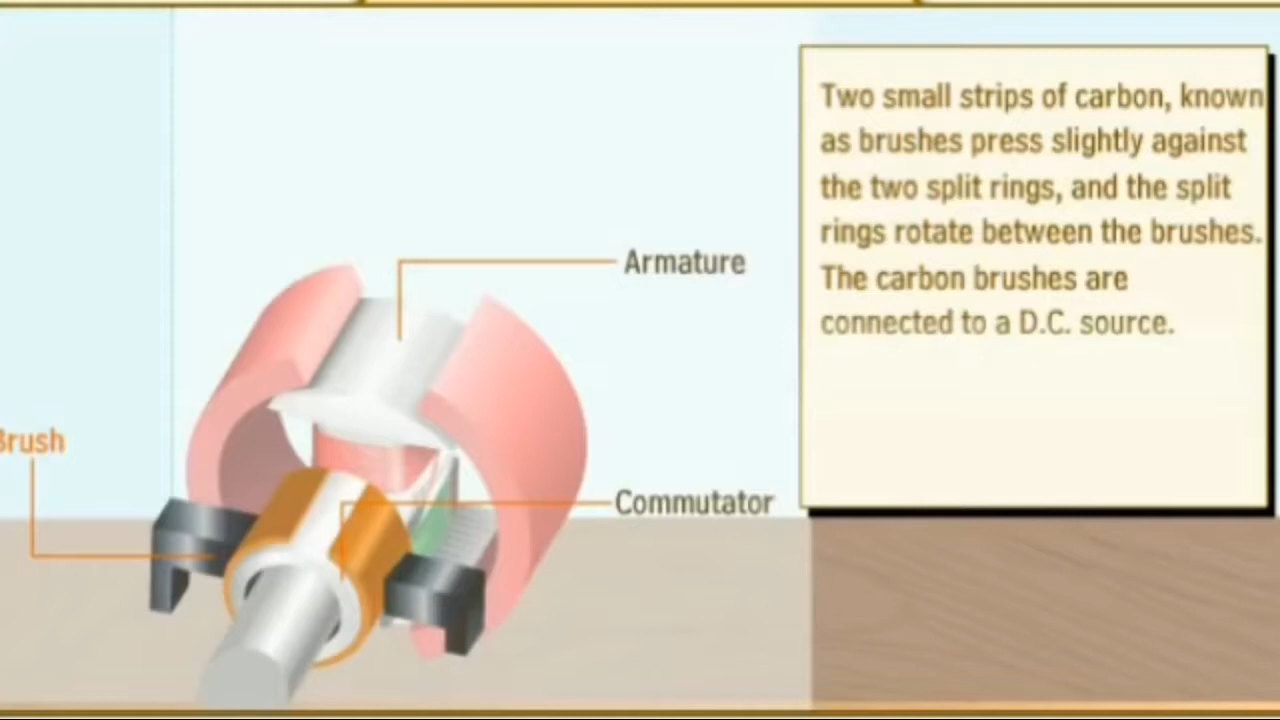 Two small strips of carbon, known
as brushes press slightly against
the two split rings, and the split
rings rotate between the brushes.
The carbon brushes are
connected to a D.C. source.
Armature
Brush
Commutator